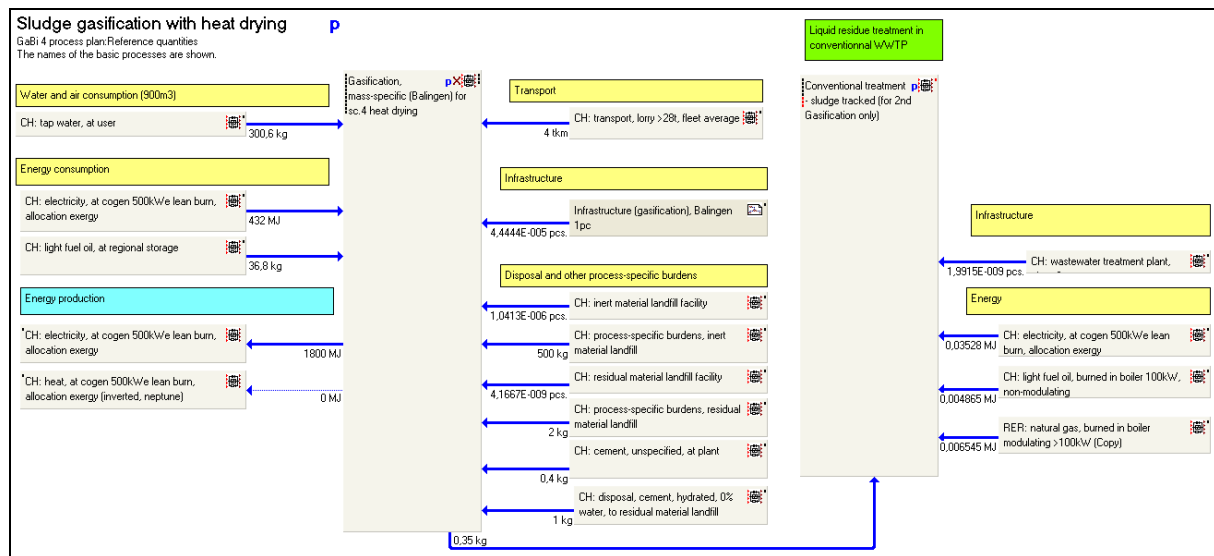 Sludge gasification with heat drying p
GaBi 4 process plan:Reference quantities
The names of the basic processes are shown.
Water and air consumption (900m3)
CH: tap water, at user
300,6 kg
Energy consumption
CH: electricity, at cogen 500kWe lean burn,
allocation exergy
432 MJ
CH: light fuel oil, at regional storage
36,8 kg
Energy production
CH: electricity, at cogen 500kWe lean burn,
allocation exergy
1800 MJ
CH: heat, at cogen 500kWe lean burn,
allocation exergy (inverted, neptune)
0 MJ
Gasification, p
mass-specific (Balingen) for
sc.4 heat drying
Transport
CH: transport, lorry >28t, fleet average
4 tkm
Infrastructure
Infrastructure (gasification), Balingen
1pc
4,4444E-005 pcs.
Disposal and other process-specific burdens
CH: inert material landfill facility
1,0413E-006 pcs.
CH: process-specific burdens, inert
material landfill
500 kg
CH: residual material landfill facility
4,1667E-009 pcs.
CH: process-specific burdens, residual
material landfill
2 kg
CH: cement, unspecified, at plant
0,4 kg
CH: disposal, cement, hydrated, 0%
water, to residual material landfill
1 kg
0,35 kg
Liquid residue treatment in
conventionnal WWTP
Conventional treatment p
- sludge tracked (for 2nd
Gasification only)
Infrastructure
CH: wastewater treatment plant,
1,9915E-009 pcs.
Energy
CH: electricity, at cogen 500kWe lean
burn, allocation exergy
0,03528 MJ
CH: light fuel oil, burned in boiler 100kW,
non-modulating
0,004865 MJ
RER: natural gas, burned in boiler
modulating >100kW (Copy)
0,006545 MJ